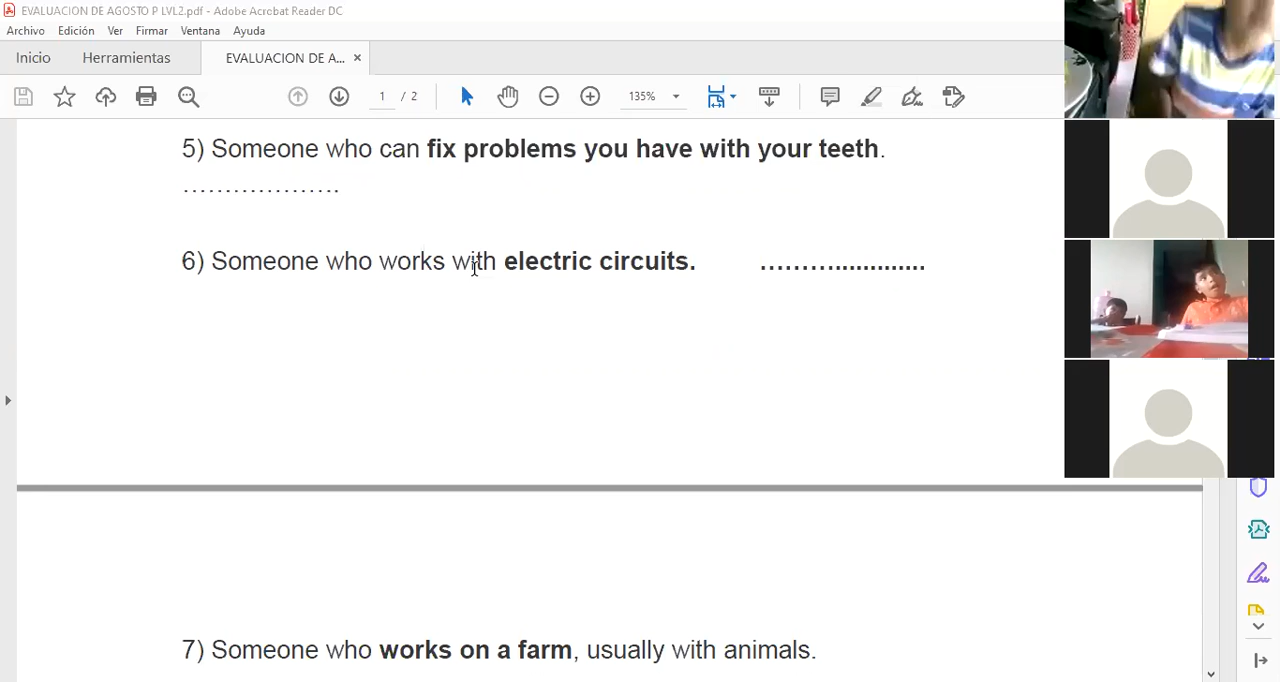 EVALUACION DE AGOSTO P LVL2.pdf - Adobe Acrobat Reader DC
Archivo Edición Ver Firmar Ventana Ayuda
Inicio Herramientas EVALUACION DE A... ×
1 / 2 135%
5) Someone who can fix problems you have with your teeth.
……………….
6) Someone who works with electric circuits. ………..............
7) Someone who works on a farm, usually with animals.